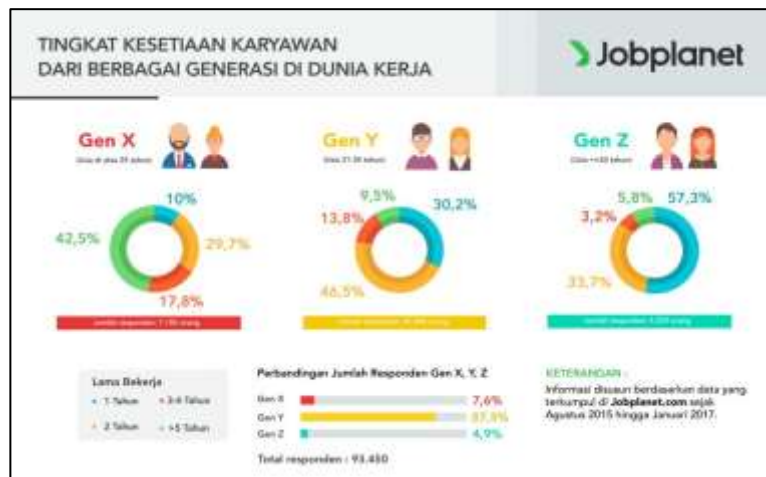 TINGKAT KESETIAAN KARYAWAN
DARI BERBAGAI GENERASI DI DUNIA KERJA
Jobplanet
Gen X
Gen Y
Gen Z
10%
29,7%
17,8%
42,5%
9,5%
30,2%
13,8%
46,5%
5,8%
57,3%
3,2%
33,7%
Lama Bekerja
1 Tahun
2 Tahun
>5 Tahun
Perbandingan Jumlah Responden Gen X, Y, Z
Gen X
7,6%
Gen Y
Gen Z
4,9%
Total responden : 93.450
KETERANGAN :
Informasi disusun berdasarkan data yang
terkumpul di Jobplanet.com sejak
Agustus 2015 hingga Januari 2017.